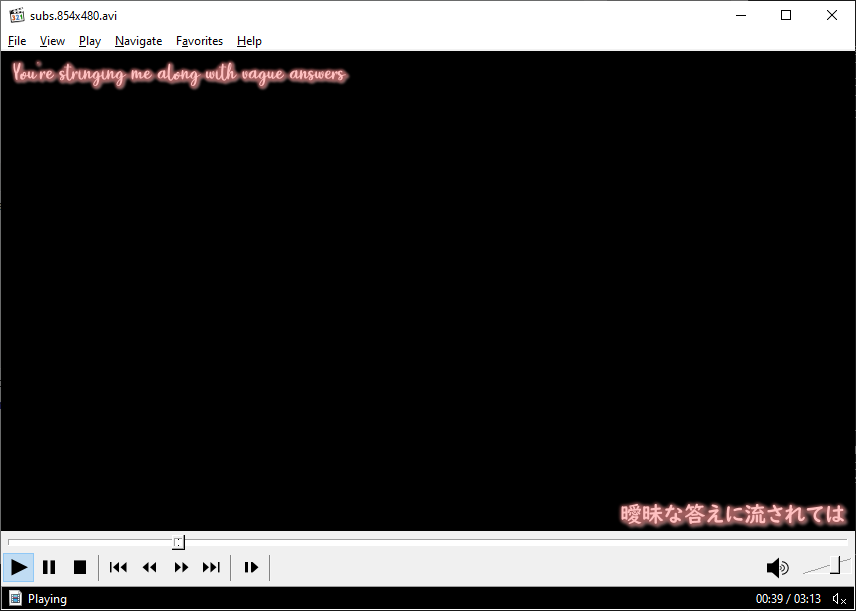 subs.854x480.avi
File View Play Navigate Favorites Help
You're stringing me along with vague answers
曖昧な答えに流されては
Playing
00:39 / 03:13